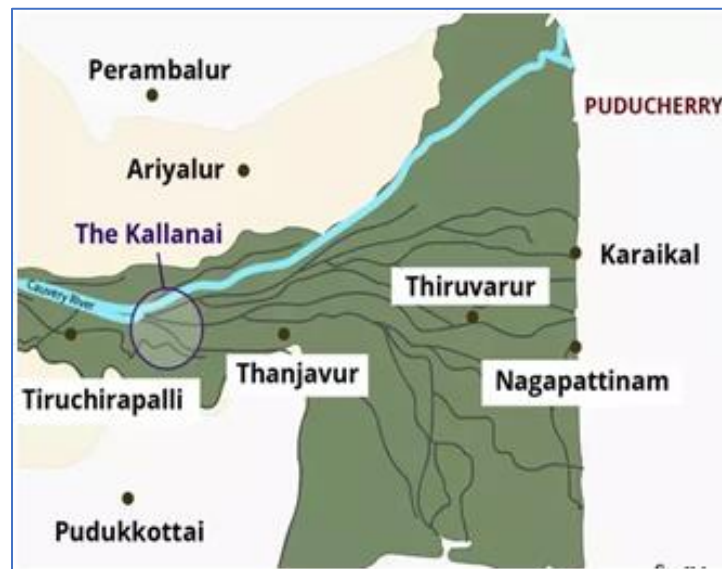 Perambalur
PUDUCHERRY
Ariyalur
The Kallanai
Karaikal
Thiruvarur
Cauvery River
Thanjavur
Nagapattinam
Tiruchirapalli
Pudukkottai